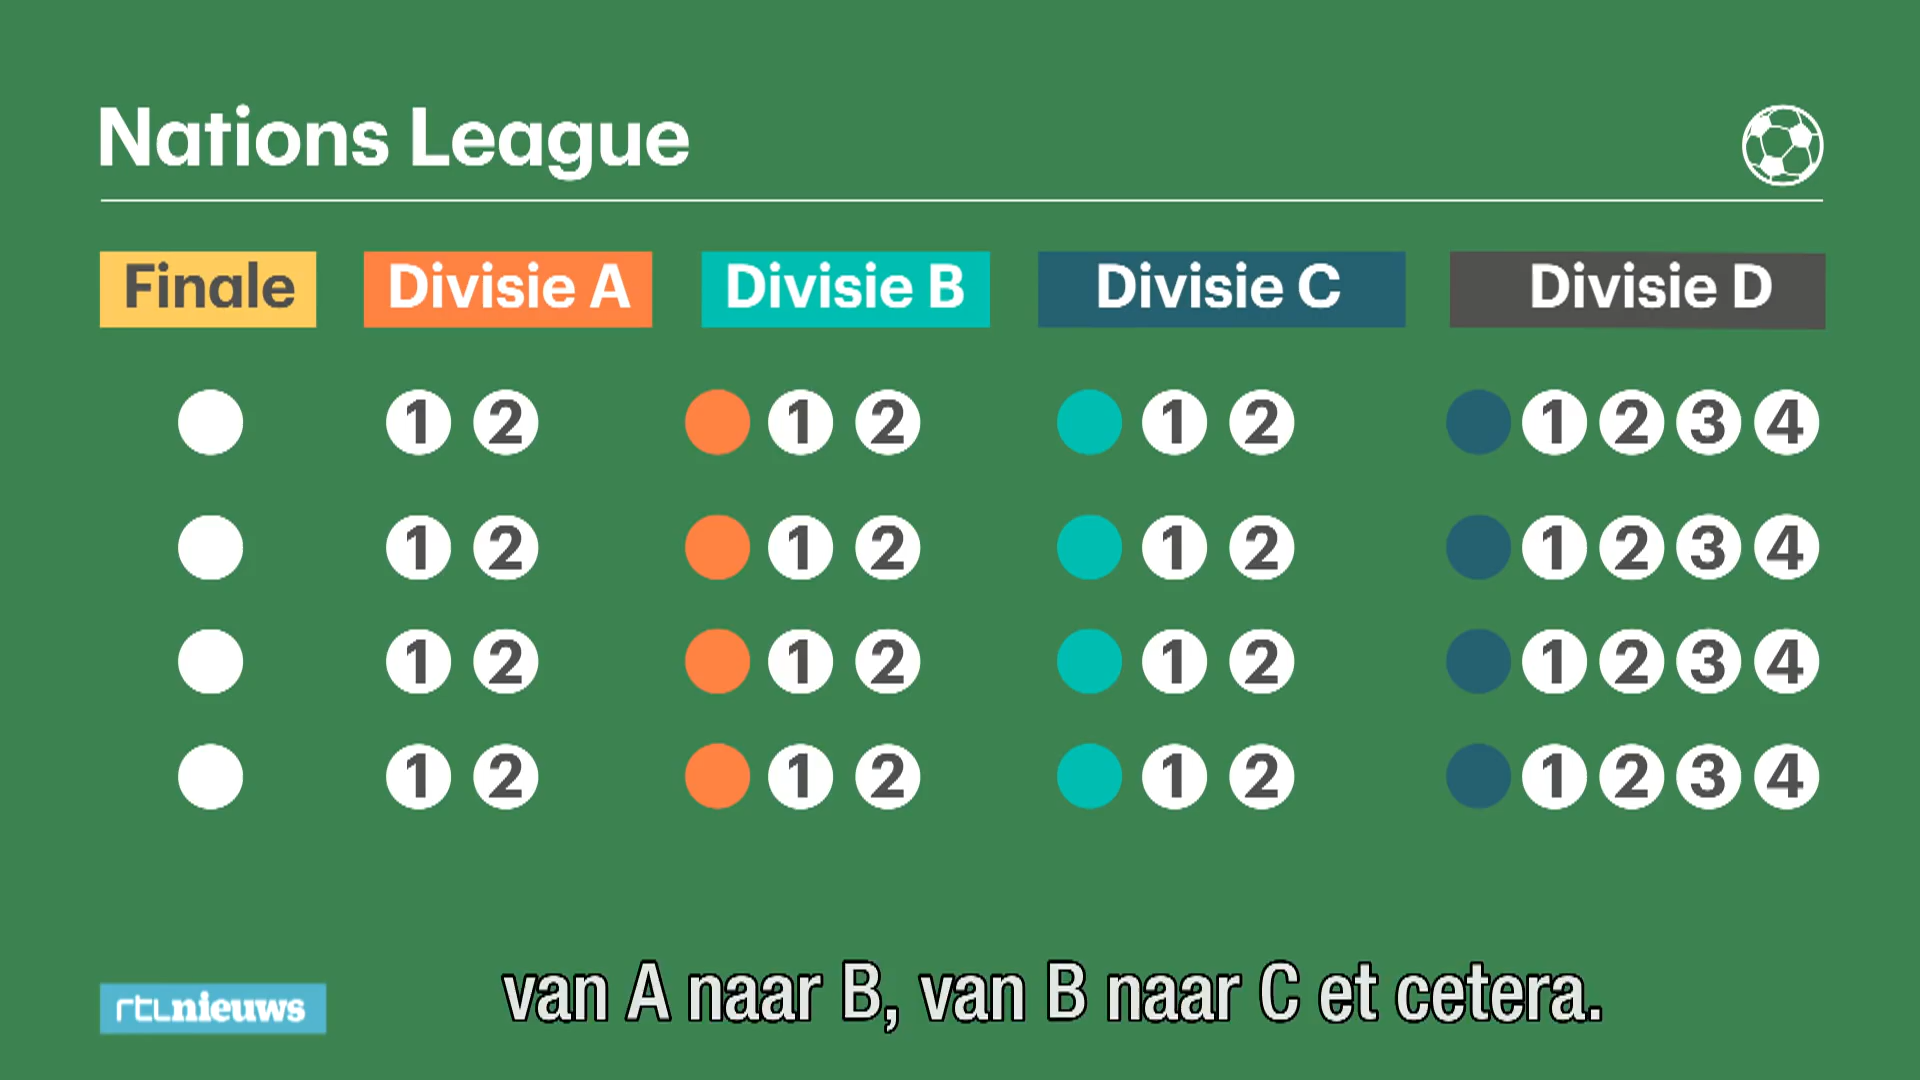 Nations League
Finale Divisie A Divisie B Divisie C Divisie D
1 2 1 2 1 2 1 2 3 4
1 2 1 2 1 2 1 2 3 4
1 2 1 2 1 2 1 2 3 4
1 2 1 2 1 2 1 2 3 4
van A naar B, van B naar C et cetera.
rtlnieuws